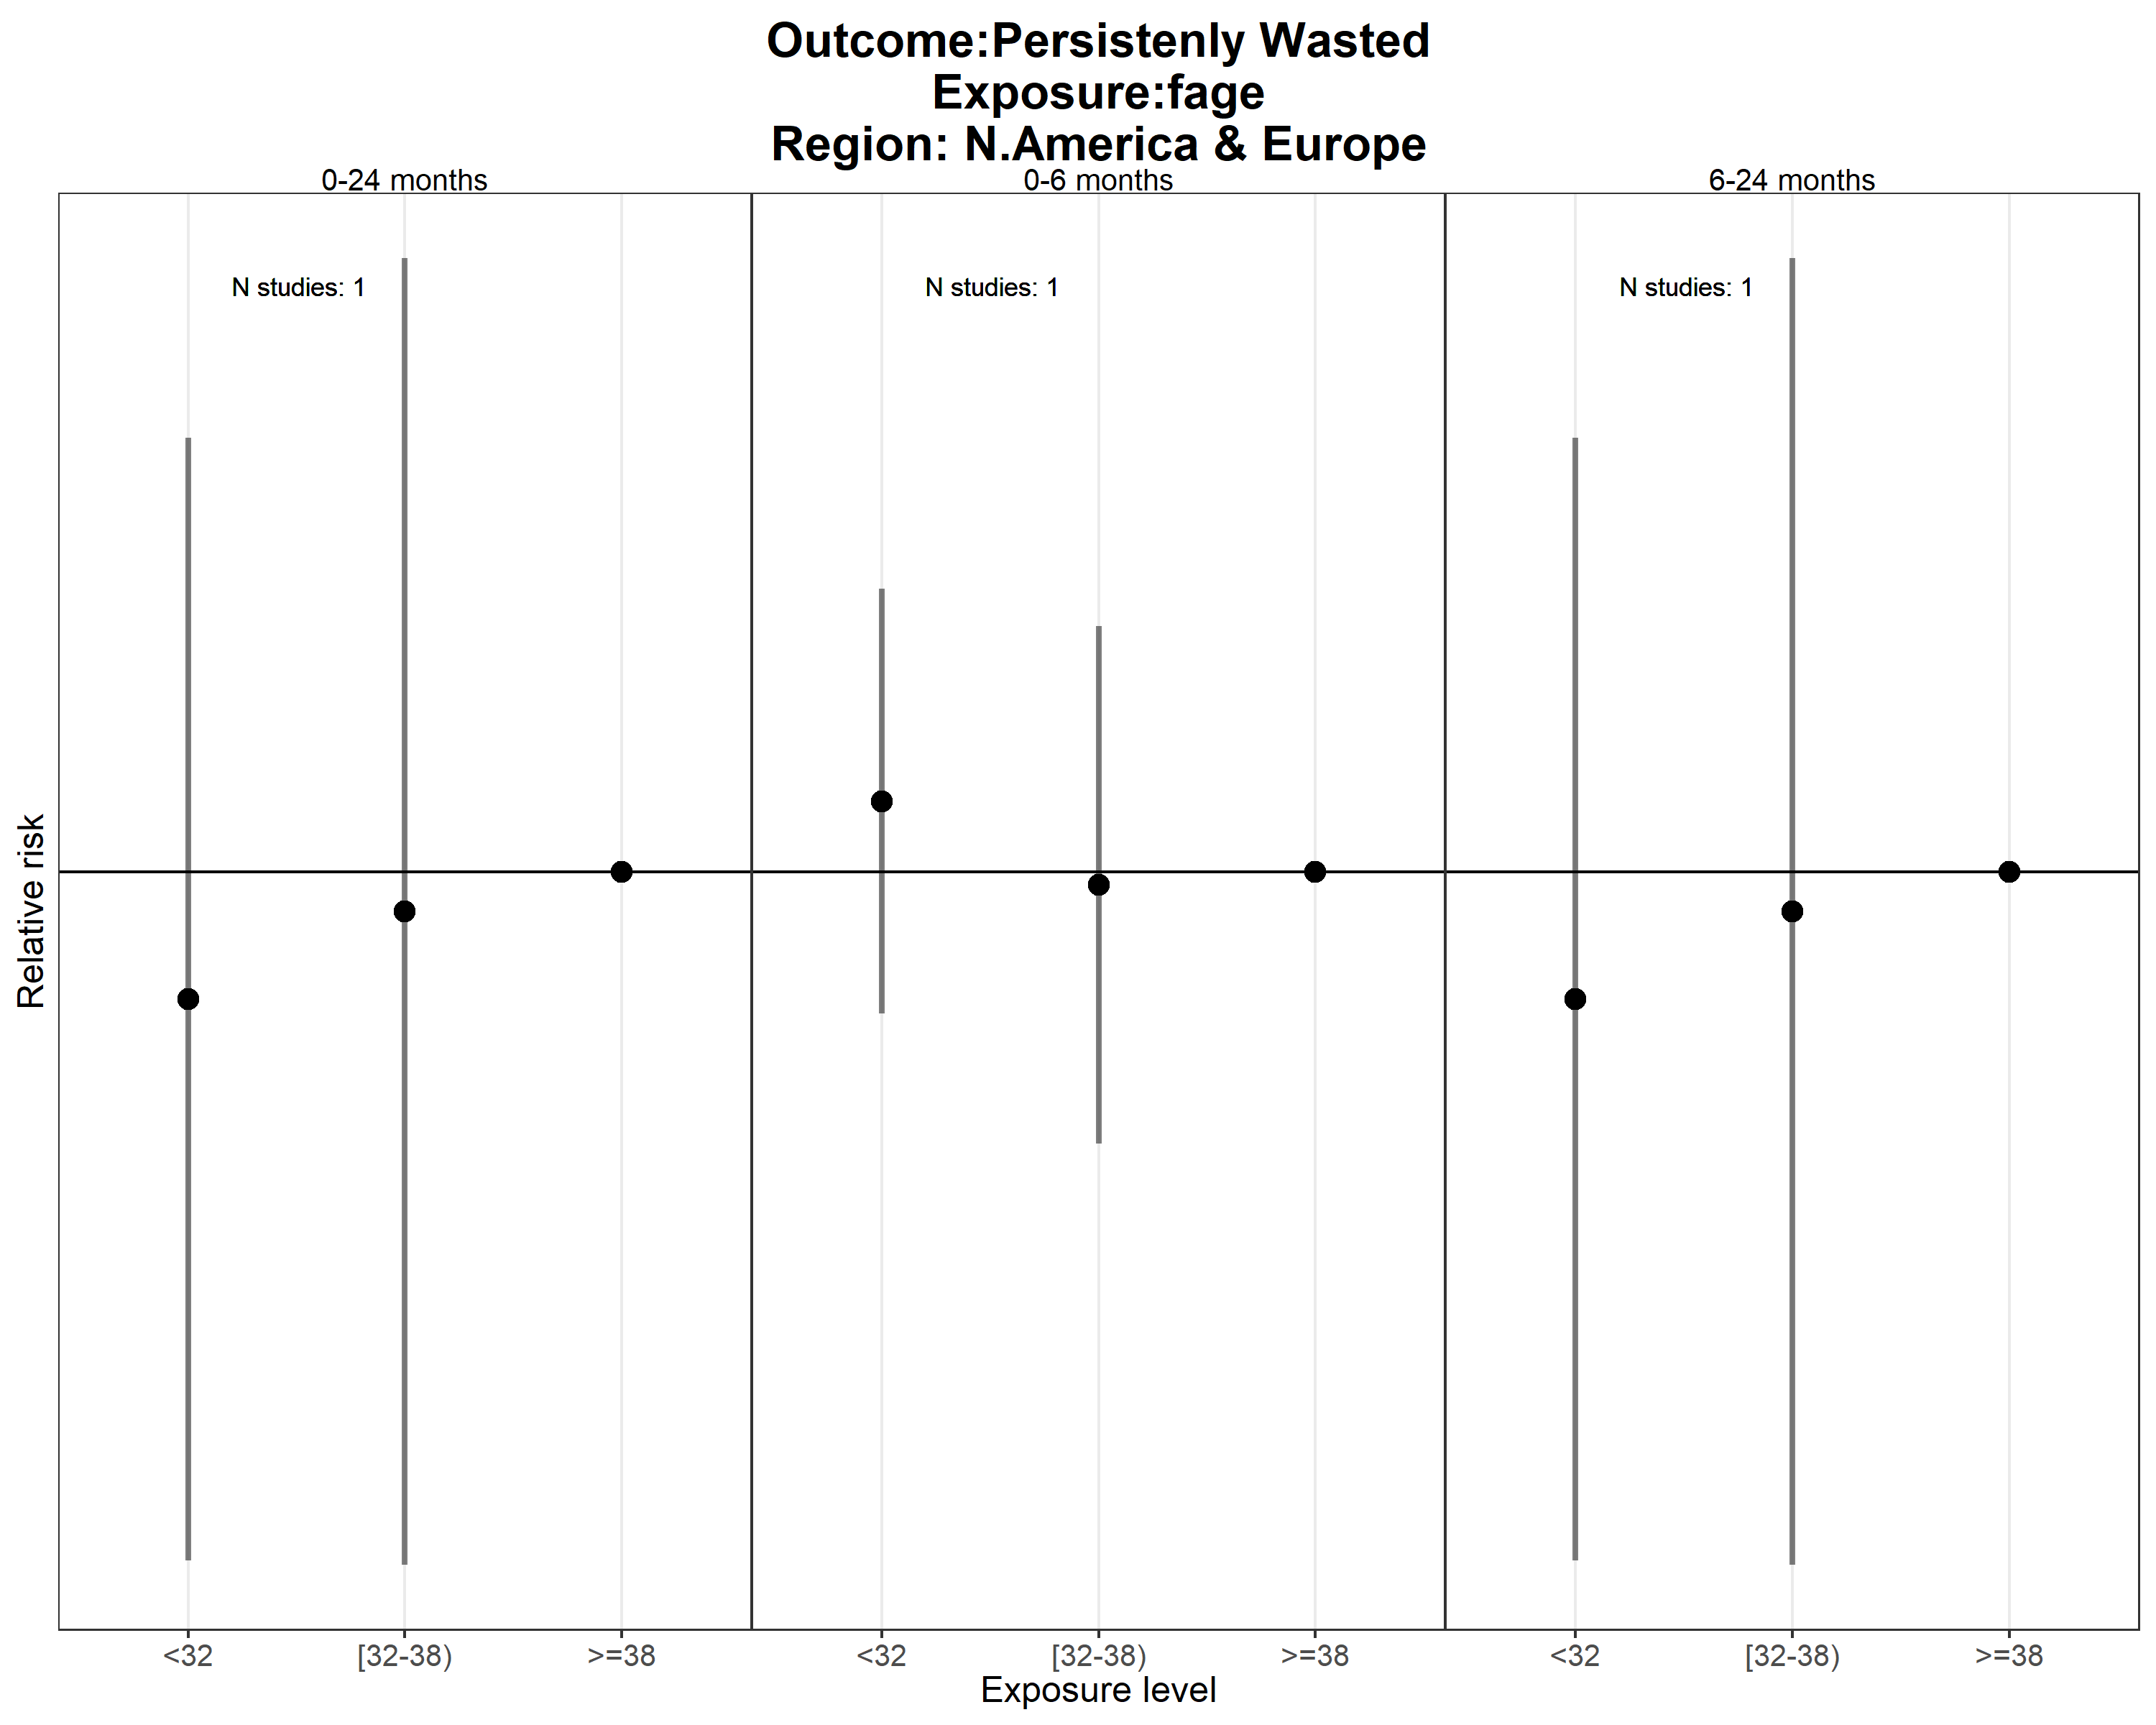 Outcome:Persistenly Wasted
Exposure:fage
Region: N.America & Europe
0-24 months 0-6 months 6-24 months
N studies: 1 N studies: 1 N studies: 1
Relative risk
<32 [32-38) >=38 <32 [32-38) >=38 <32 [32-38) >=38
Exposure level